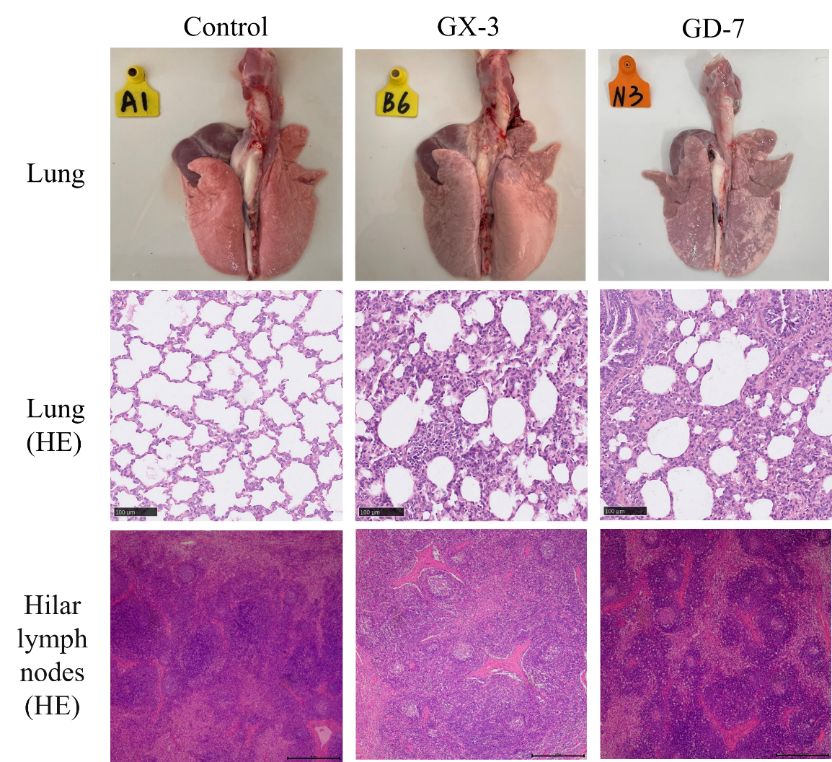 Control
GX-3
GD-7
Lung
A1
B6
N3
Lung
(HE)
100 μm
100 μm
100 μm
Hilar
lymph
nodes
(HE)